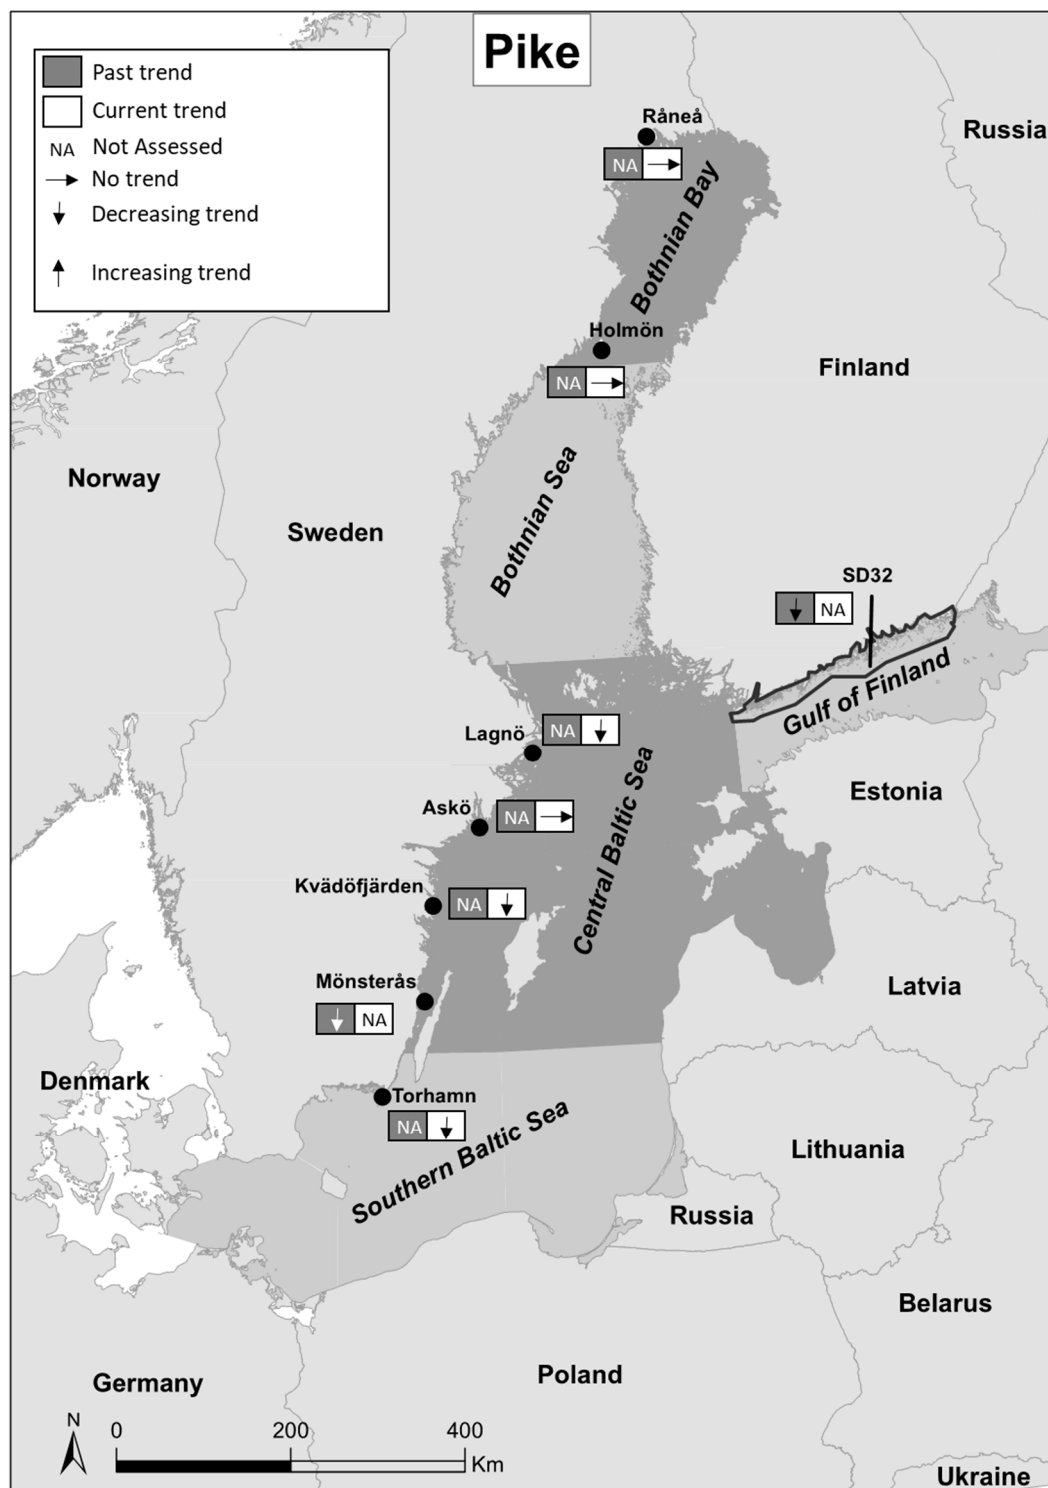 Pike
Past trend
Current trend
NA Not Assessed
No trend
Decreasing trend
Increasing trend
Råneå
NA
Russia
Bothnian Bay
Holmön
NA
Finland
Norway
Sweden
Bothnian Sea
SD32
NA
Gulf of Finland
Lagnö
NA
Central Baltic Sea
Estonia
Askö
NA
Kvädöfjärden
NA
Mönsterås
NA
Latvia
Denmark
Torhamn
NA
Southern Baltic Sea
Lithuania
Russia
Belarus
Poland
Germany
N
0 200 400
Km
Ukraine